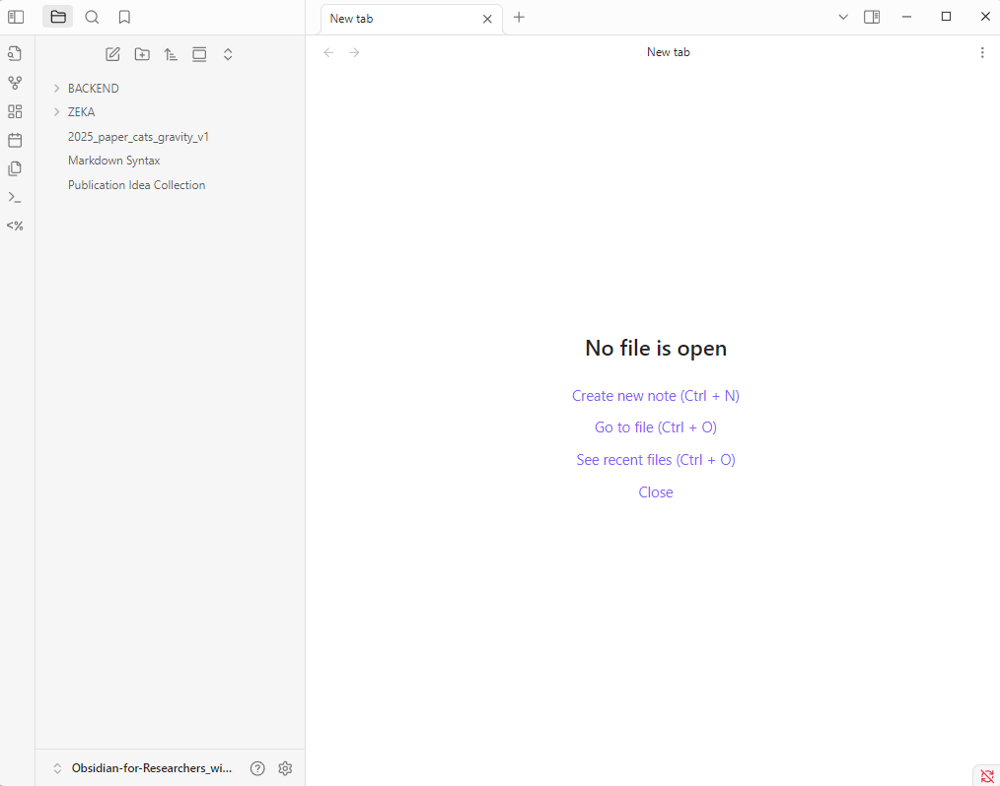 New tab
New tab
BACKEND
ZEKA
2025_paper_cats_gravity_v1
Markdown Syntax
Publication Idea Collection
<%
No file is open
Create new note (Ctrl + N)
Go to file (Ctrl + O)
See recent files (Ctrl + O)
Close
Obsidian-for-Researchers_wi...